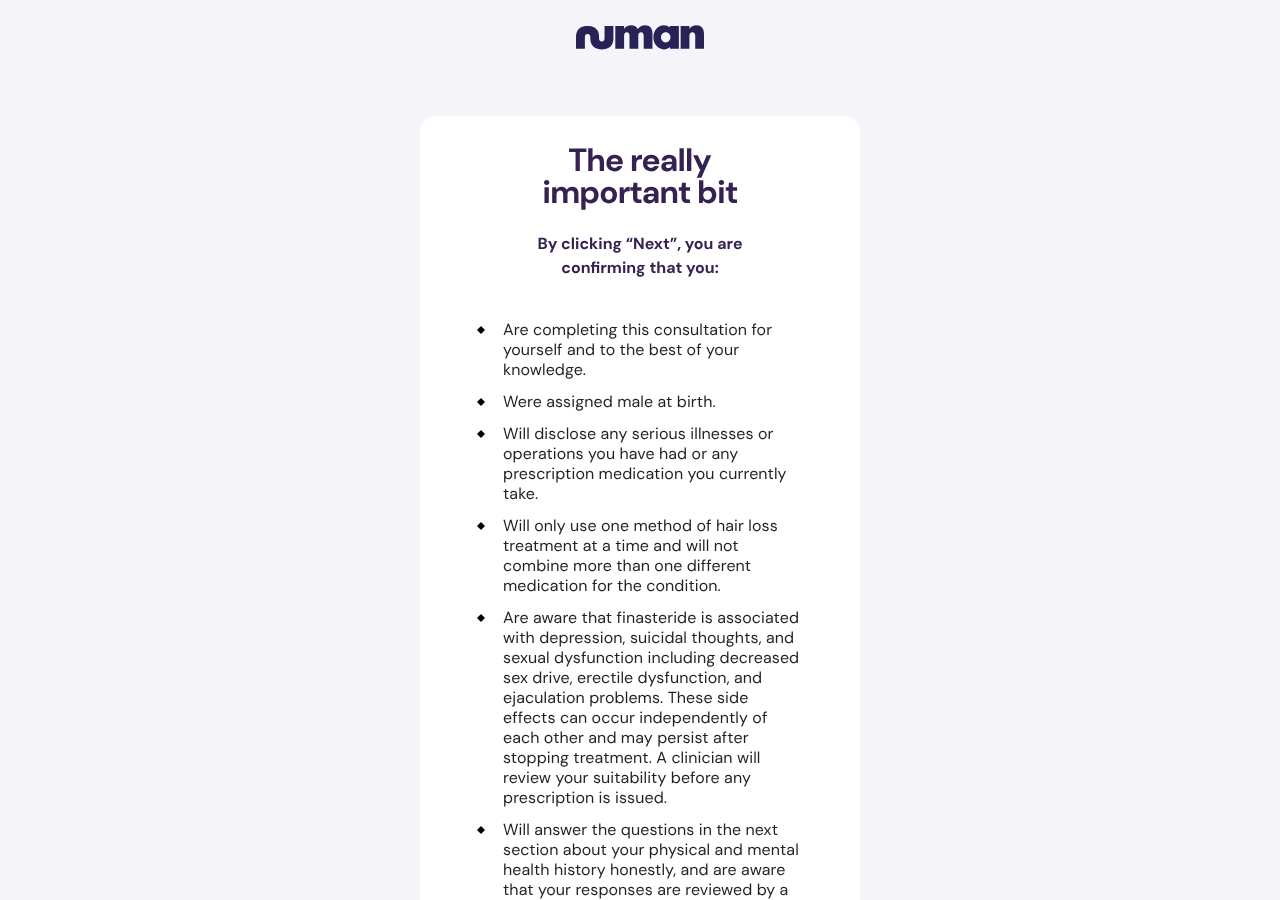 numan
The really
important bit
By clicking “Next”, you are
confirming that you:
Are completing this consultation for
yourself and to the best of your
knowledge.
Were assigned male at birth.
Will disclose any serious illnesses or
operations you have had or any
prescription medication you currently
take.
Will only use one method of hair loss
treatment at a time and will not
combine more than one different
medication for the condition.
Are aware that finasteride is associated
with depression, suicidal thoughts, and
sexual dysfunction including decreased
sex drive, erectile dysfunction, and
ejaculation problems. These side
effects can occur independently of
each other and may persist after
stopping treatment. A clinician will
review your suitability before any
prescription is issued.
Will answer the questions in the next
section about your physical and mental
health history honestly, and are aware
that your responses are reviewed by a